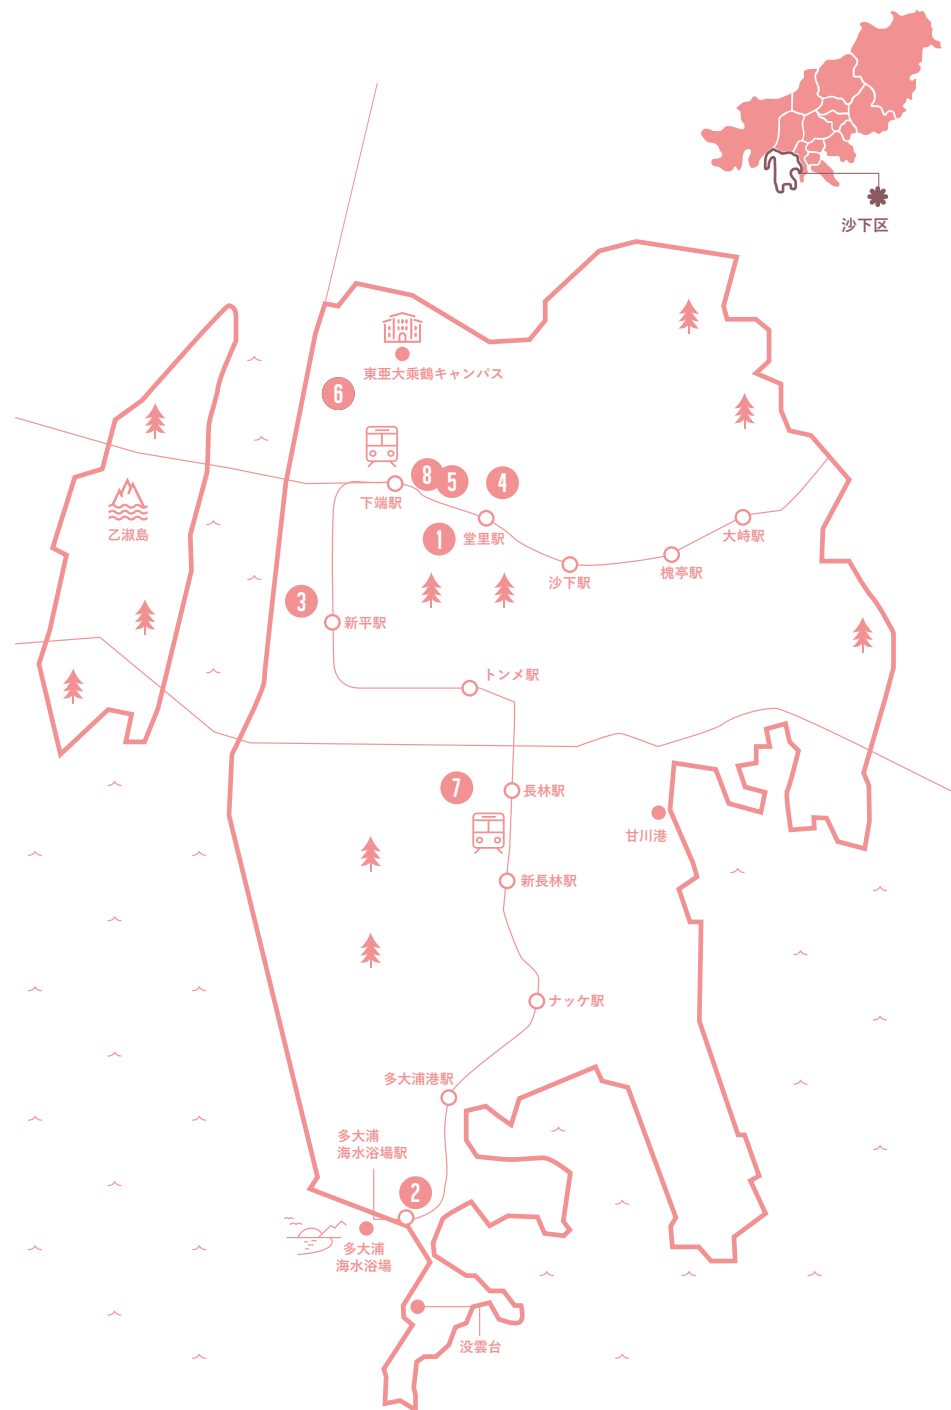 沙下区
東亜大乗鶴キャンパス
6
8
5
4
下端駅
乙淑島
1
堂里駅
大峙駅
沙下駅
槐亭駅
3
新平駅
トンメ駅
7
長林駅
甘川港
新長林駅
ナッケ駅
多大浦港駅
多大浦
海水浴場駅
2
多大浦
海水浴場
没雲台